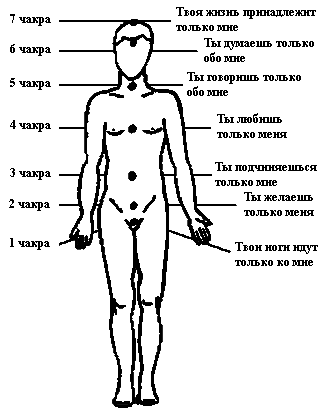 7 чакра
Твоя жизнь принадлежит
только мне
6 чакра
Ты думаешь только
обо мне
5 чакра
Ты говоришь только
обо мне
4 чакра
Ты любишь
только меня
3 чакра
Ты подчиняешься
только мне
2 чакра
Ты желаешь
только меня
1 чакра
Твои ноги идут
только ко мне